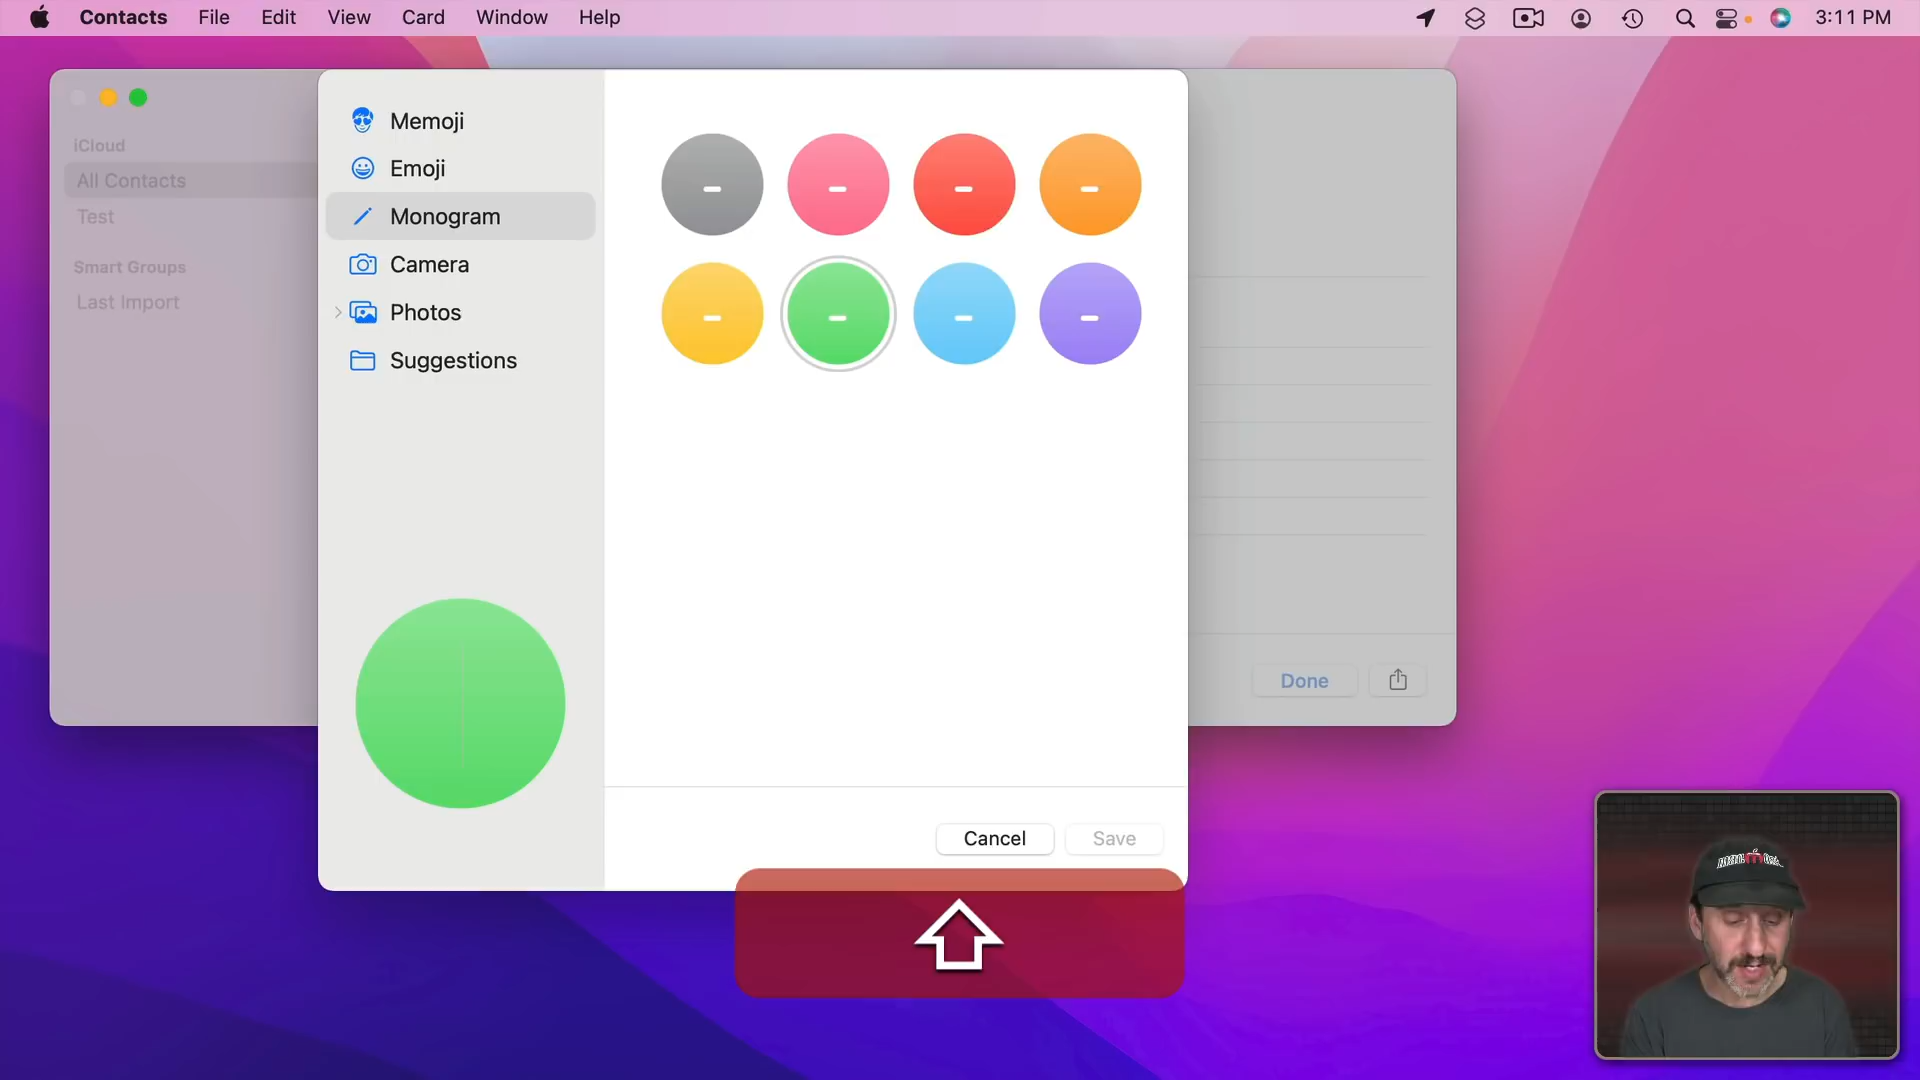 Contacts File Edit View Card Window Help 3:11 PM
iCloud
All Contacts
Test
Smart Groups
Last Import
Memoji
Emoji
Monogram
Camera
Photos
Suggestions
Done
Cancel Save